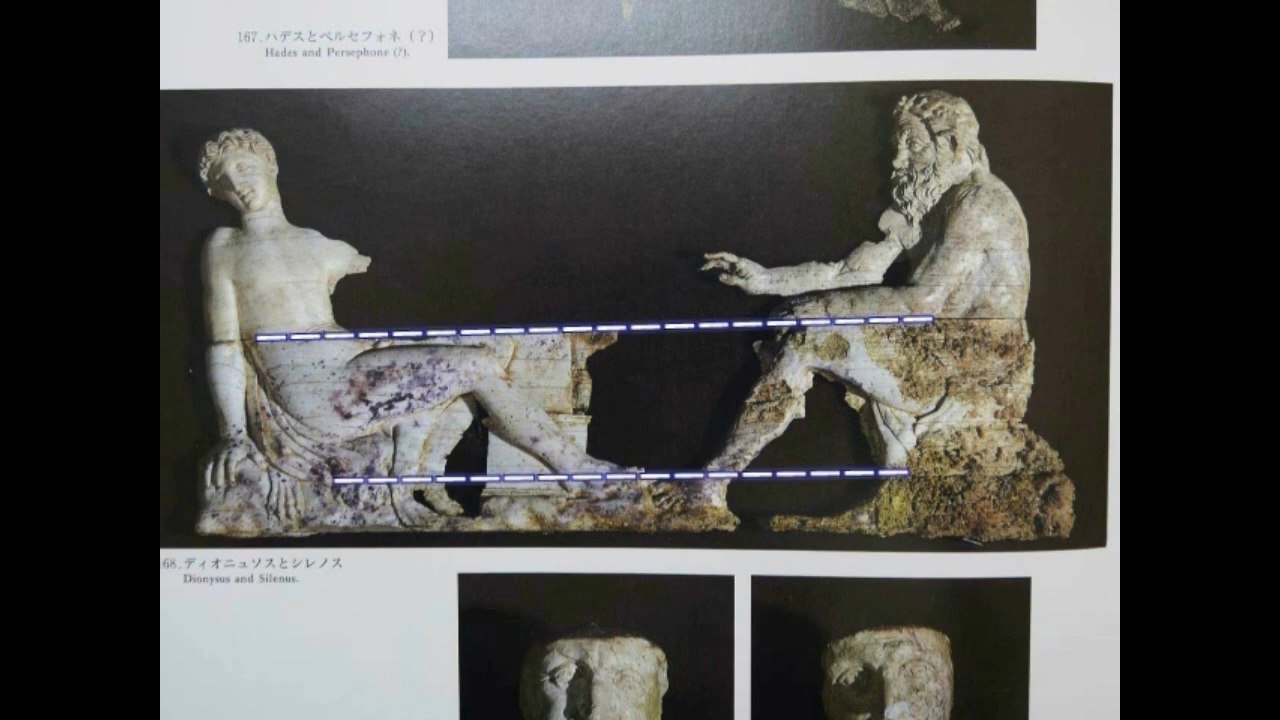 167.ハデスとペルセフォネ（？）
Hades and Persephone (?).
68.ディオニュソスとシレノス
Dionysus and Silenus.